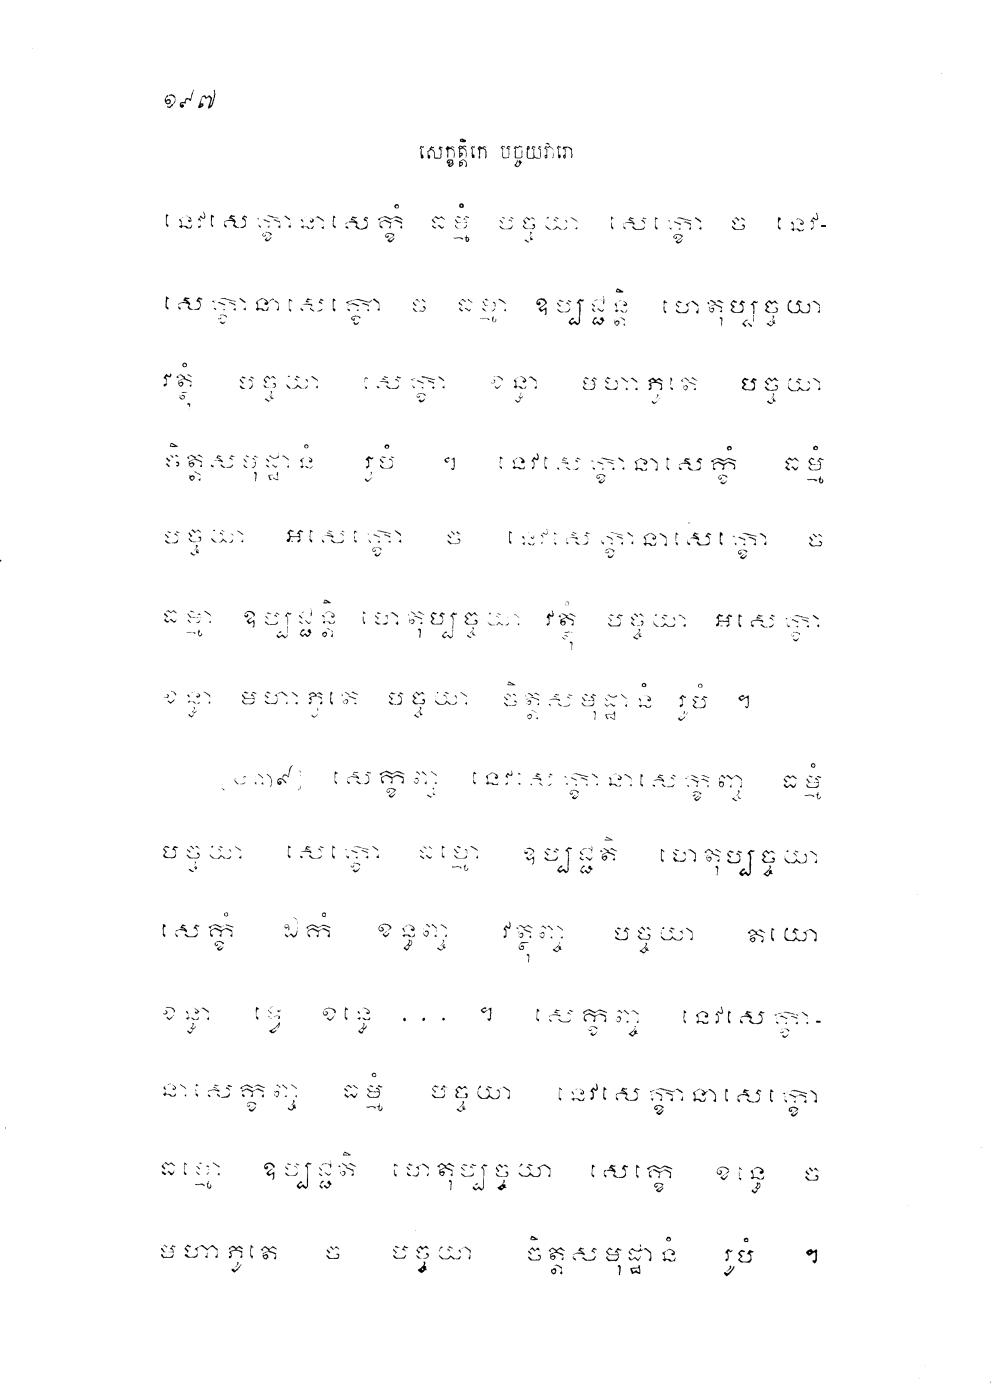 ១៩៧
សេក្ខត្តិកេ បច្ចយវារោ
នេវសេក្ខានាសេក្ខំ ធម្មំ បច្ចយា សេក្ខោ ច នេវ-
សេក្ខានាសេក្ខោ ច ធម្មា ឧប្បជ្ជន្តិ ហេតុប្បច្ចយា
វត្ថុំ បច្ចយា សេក្ខា ខន្ធា មហាភូតេ បច្ចយា
ចិត្តសមុដ្ឋានំ រូបំ ។ នេវសេក្ខានាសេក្ខំ ធម្មំ
បច្ចយា អសេក្ខោ ច នេវសេក្ខានាសេក្ខោ ច
ធម្មា ឧប្បជ្ជន្តិ ហេតុប្បច្ចយា វត្ថុំ បច្ចយា អសេក្ខា
ខន្ធា មហាភូតេ បច្ចយា ចិត្តសមុដ្ឋានំ រូបំ ។
សេក្ខញ្ច នេវសេក្ខានាសេក្ខញ្ច ធម្មំ
បច្ចយា សេក្ខោ ធម្មោ ឧប្បជ្ជតិ ហេតុប្បច្ចយា
សេក្ខំ ឯកំ ខន្ធញ្ច វត្ថុញ្ច បច្ចយា តយោ
ខន្ធា ទ្វេ ខន្ធេ ... ។ សេក្ខញ្ច នេវសេក្ខា-
នាសេក្ខញ្ច ធម្មំ បច្ចយា នេវសេក្ខានាសេក្ខោ
ធម្មោ ឧប្បជ្ជតិ ហេតុប្បច្ចយា សេក្ខេ ខន្ធេ ច
មហាភូតេ ច បច្ចយា ចិត្តសមុដ្ឋានំ រូបំ ។